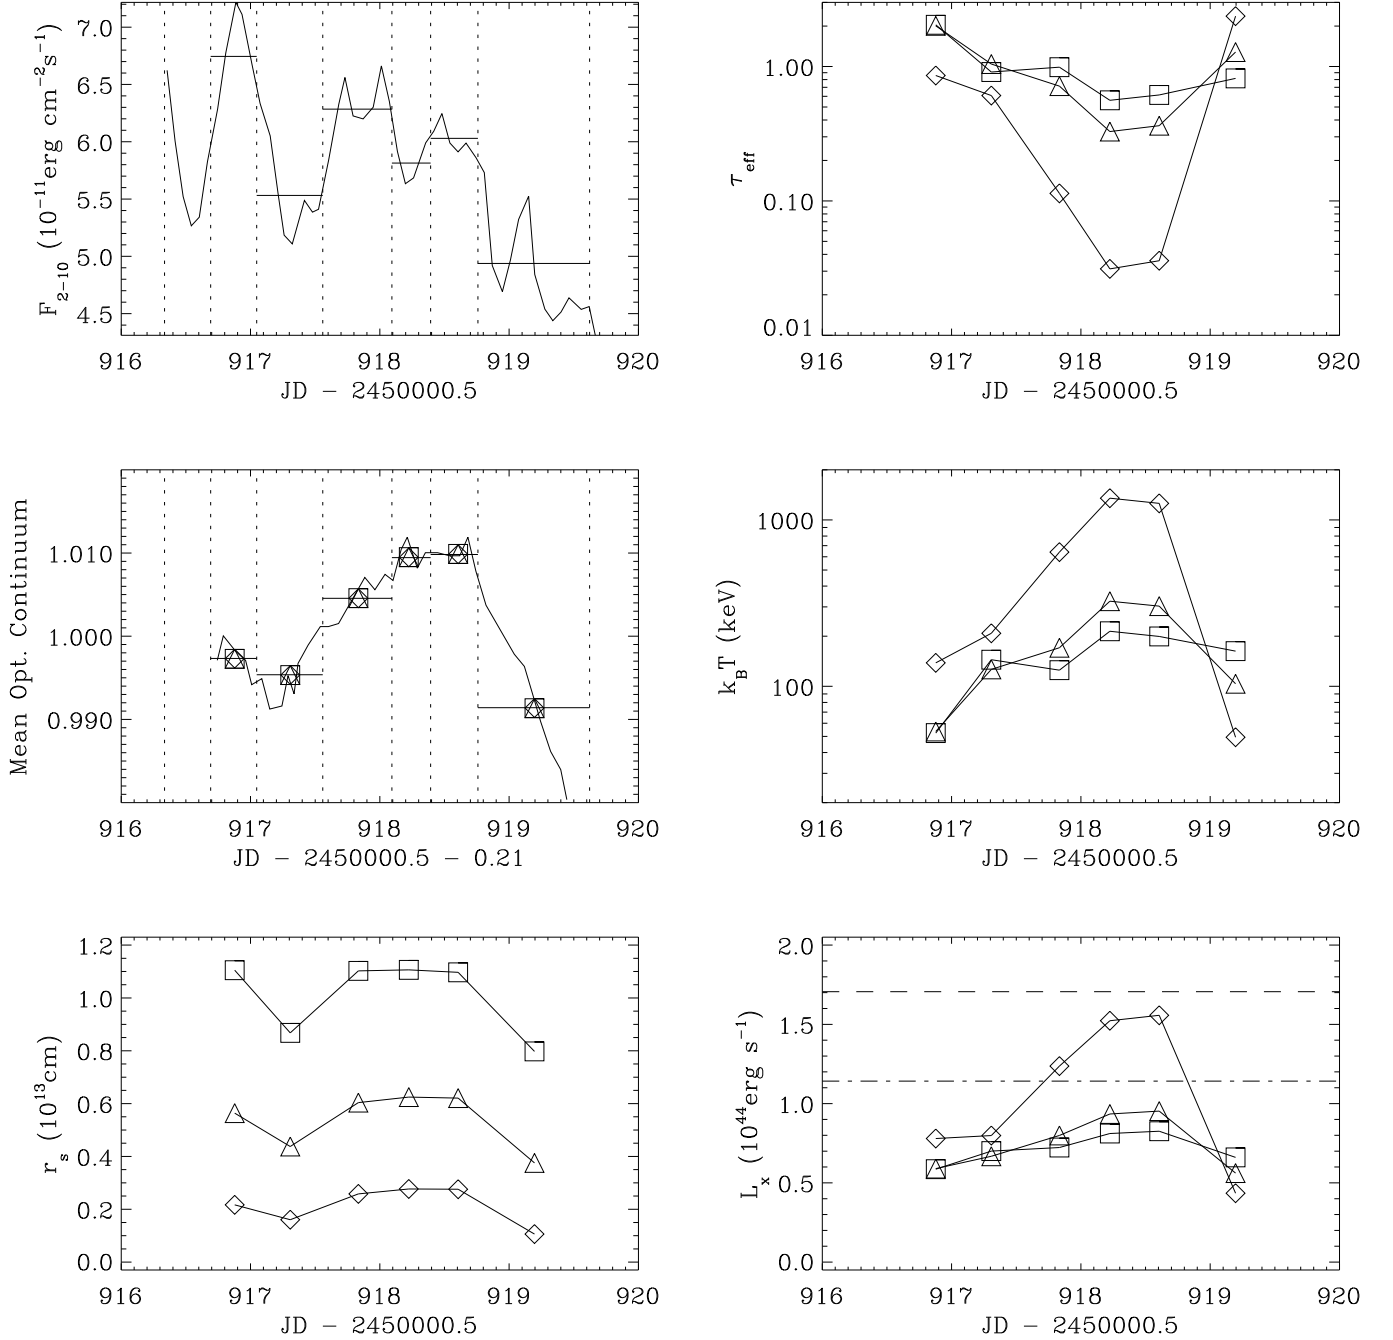 F₂₋₁₀ (10⁻¹¹erg cm⁻²s⁻¹)
7.0
6.5
6.0
5.5
5.0
4.5
916 917 918 919 920
JD − 2450000.5
τeff
1.00
0.10
0.01
916 917 918 919 920
JD − 2450000.5
Mean Opt. Continuum
1.010
1.000
0.990
916 917 918 919 920
JD − 2450000.5 − 0.21
kBT (keV)
1000
100
916 917 918 919 920
JD − 2450000.5
rs (10¹³cm)
1.2
1.0
0.8
0.6
0.4
0.2
0.0
916 917 918 919 920
JD − 2450000.5
Lx (10⁴⁴erg s⁻¹)
2.0
1.5
1.0
0.5
0.0
916 917 918 919 920
JD − 2450000.5